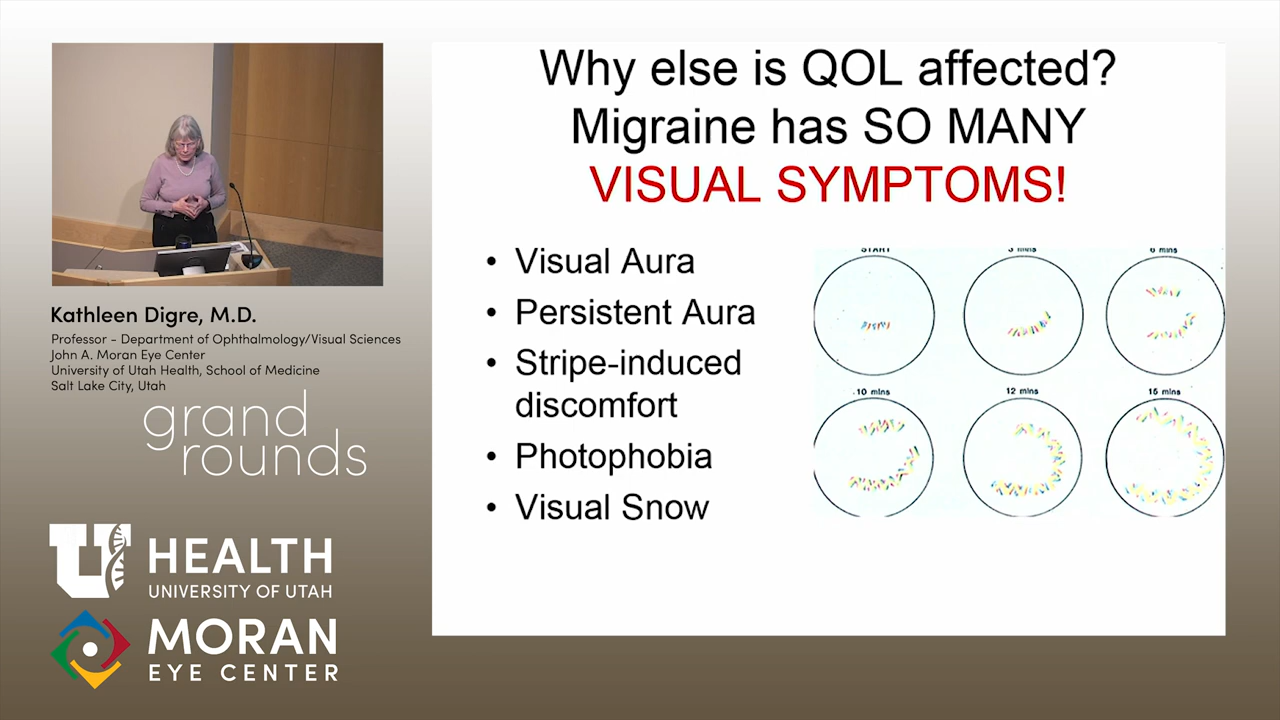 Why else is QOL affected?
Migraine has SO MANY
VISUAL SYMPTOMS!
• Visual Aura
• Persistent Aura
• Stripe-induced
discomfort
• Photophobia
• Visual Snow
START 3 mins 6 mins
10 mins 12 mins 15 mins
Kathleen Digre, M.D.
Professor - Department of Ophthalmology/Visual Sciences
John A. Moran Eye Center
University of Utah Health, School of Medicine
Salt Lake City, Utah
grand
rounds
U HEALTH
UNIVERSITY OF UTAH
MORAN
EYE CENTER